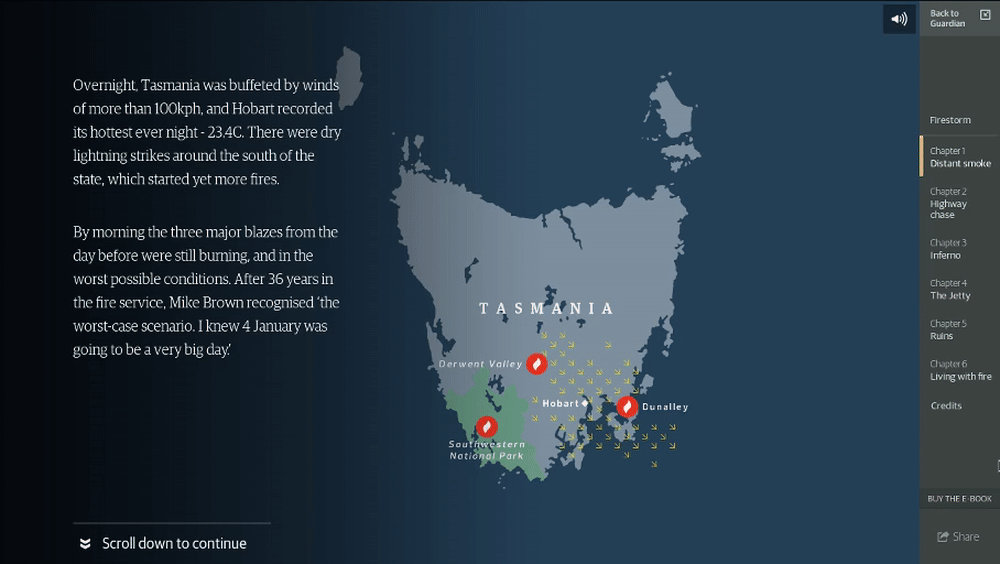 Overnight, Tasmania was buffeted by winds
of more than 100kph, and Hobart recorded
its hottest ever night - 23.4C. There were dry
lightning strikes around the south of the
state, which started yet more fires.
By morning the three major blazes from the
day before were still burning, and in the
worst possible conditions. After 36 years in
the fire service, Mike Brown recognised ‘the
worst-case scenario. I knew 4 January was
going to be a very big day.’
Scroll down to continue
TASMANIA
Derwent Valley
Hobart
Dunalley
Southwestern
National Park
Back to
Guardian
Firestorm
Chapter 1
Distant smoke
Chapter 2
Highway
chase
Chapter 3
Inferno
Chapter 4
The Jetty
Chapter 5
Ruins
Chapter 6
Living with fire
Credits
BUY THE E-BOOK
Share